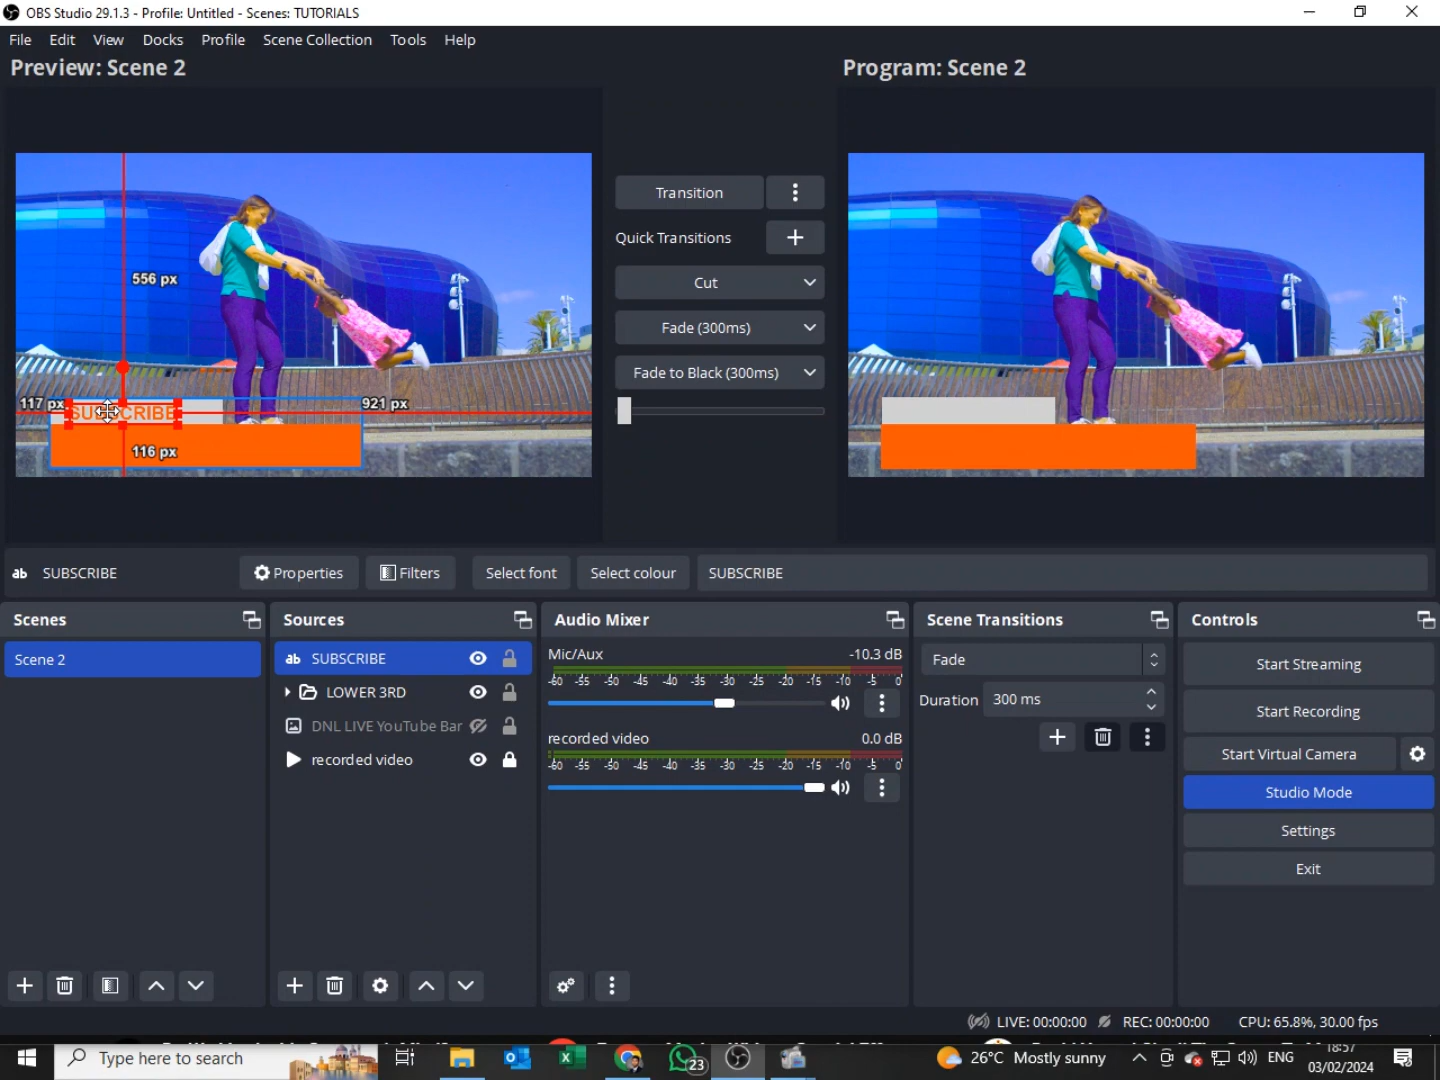 OBS Studio 29.1.3 - Profile: Untitled - Scenes: TUTORIALS
File Edit View Docks Profile Scene Collection Tools Help
Preview: Scene 2
Program: Scene 2
Transition
Quick Transitions
Cut
Fade (300ms)
Fade to Black (300ms)
556 px
117 px
SUBSCRIBE
921 px
116 px
ab SUBSCRIBE
Properties
Filters
Select font
Select colour
SUBSCRIBE
Scenes
Scene 2
Sources
ab SUBSCRIBE
LOWER 3RD
DNL LIVE YouTube Bar
recorded video
Audio Mixer
Mic/Aux -10.3 dB
-60 -55 -50 -45 -40 -35 -30 -25 -20 -15 -10 -5 0
recorded video 0.0 dB
-60 -55 -50 -45 -40 -35 -30 -25 -20 -15 -10 -5 0
Scene Transitions
Fade
Duration 300 ms
Controls
Start Streaming
Start Recording
Start Virtual Camera
Studio Mode
Settings
Exit
LIVE: 00:00:00 REC: 00:00:00 CPU: 65.8%, 30.00 fps
Type here to search
23
26°C Mostly sunny
ENG
18:57
03/02/2024